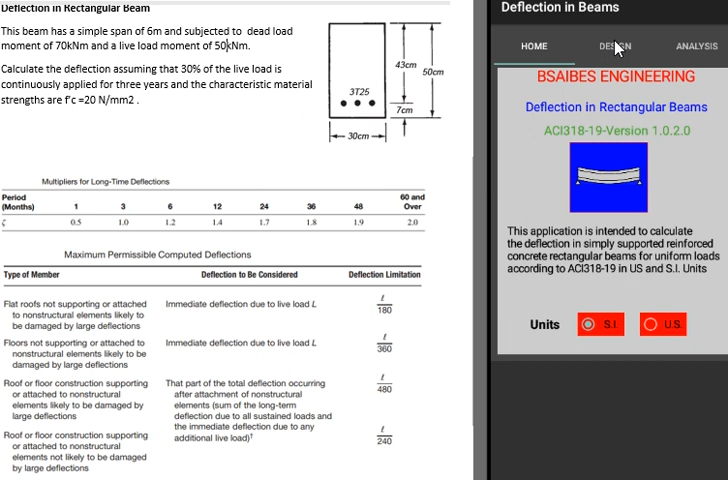 Deflection in Rectangular Beam
This beam has a simple span of 6m and subjected to dead load
moment of 70kNm and a live load moment of 50kNm.
Calculate the deflection assuming that 30% of the live load is
continuously applied for three years and the characteristic material
strengths are f'c =20 N/mm2 .
43cm
50cm
3T25
7cm
30cm
Multipliers for Long-Time Deflections
Period
(Months) 1 3 6 12 24 36 48 60 and Over
ζ 0.5 1.0 1.2 1.4 1.7 1.8 1.9 2.0
Maximum Permissible Computed Deflections
Type of Member Deflection to Be Considered Deflection Limitation
Flat roofs not supporting or attached Immediate deflection due to live load L ℓ/180
to nonstructural elements likely to
be damaged by large deflections
Floors not supporting or attached to Immediate deflection due to live load L ℓ/360
nonstructural elements likely to be
damaged by large deflections
Roof or floor construction supporting That part of the total deflection occurring ℓ/480
or attached to nonstructural after attachment of nonstructural
elements likely to be damaged by elements (sum of the long-term
large deflections deflection due to all sustained loads and
the immediate deflection due to any
Roof or floor construction supporting additional live load)† ℓ/240
or attached to nonstructural
elements not likely to be damaged
by large deflections
Deflection in Beams
HOME DESIGN ANALYSIS
BSAIBES ENGINEERING
Deflection in Rectangular Beams
ACI318-19-Version 1.0.2.0
This application is intended to calculate
the deflection in simply supported reinforced
concrete rectangular beams for uniform loads
according to ACI318-19 in US and S.I. Units
Units S.I. U.S.